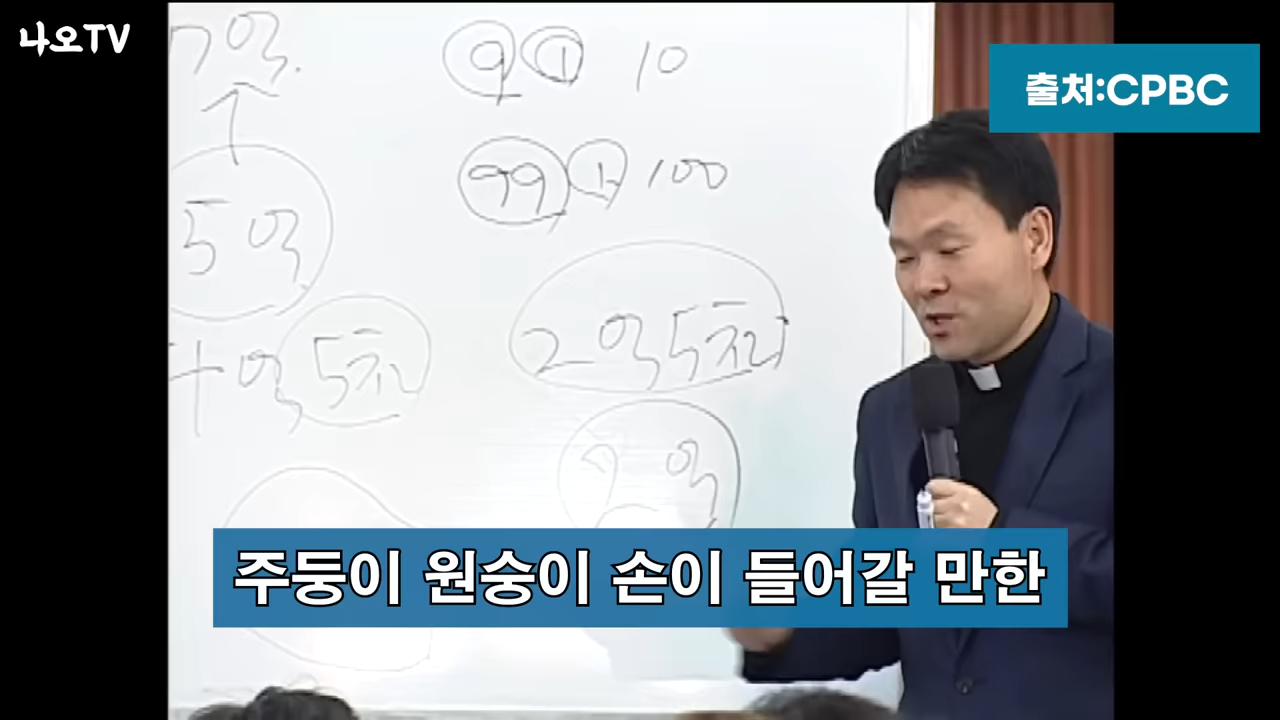 나오TV
출처:CPBC
7억.
9 1 10
99 1 100
5억
2억5천
5천
2억
주둥이 원숭이 손이 들어갈 만한